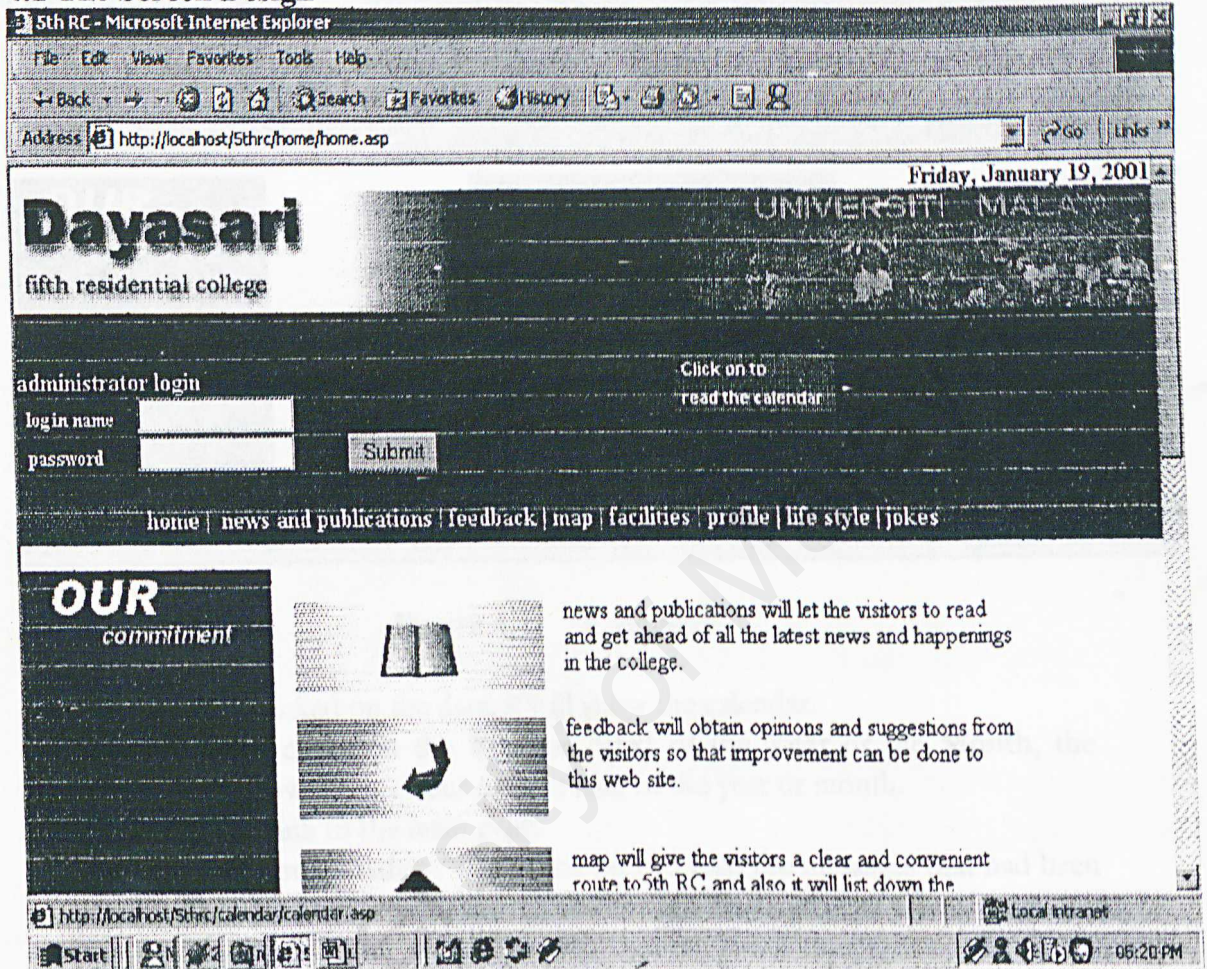 5th RC - Microsoft Internet Explorer
File Edit View Favorites Tools Help
Back Search Favorites History
Address http://localhost/5thrc/home/home.asp Go Links »
Friday, January 19, 2001
Dayasari
UNIVERSITI
fifth residential college
Click on to
administrator login
read the calendar
login name
password Submit
home | news and publications | feedback | map | facilities | profile | life style | jokes
OUR
commitment
news and publications will let the visitors to read
and get ahead of all the latest news and happenings
in the college.
feedback will obtain opinions and suggestions from
the visitors so that improvement can be done to
this web site.
map will give the visitors a clear and convenient
route to 5th RC and also it will list down the
http://localhost/5thrc/calendar/calendar.asp Local intranet
Start 06:20 PM